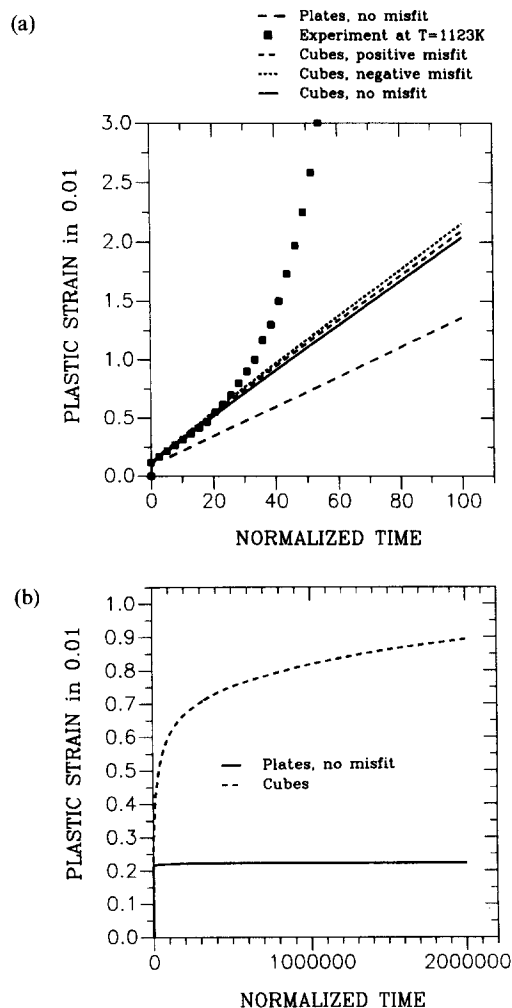 (a)
Plates, no misfit
Experiment at T=1123K
Cubes, positive misfit
Cubes, negative misfit
Cubes, no misfit
3.0
2.5
2.0
1.5
1.0
0.5
0.0
PLASTIC STRAIN in 0.01
0 20 40 60 80 100
NORMALIZED TIME
(b)
1.0
0.9
0.8
0.7
0.6
0.5
0.4
0.3
0.2
0.1
0.0
PLASTIC STRAIN in 0.01
Plates, no misfit
Cubes
0 1000000 2000000
NORMALIZED TIME